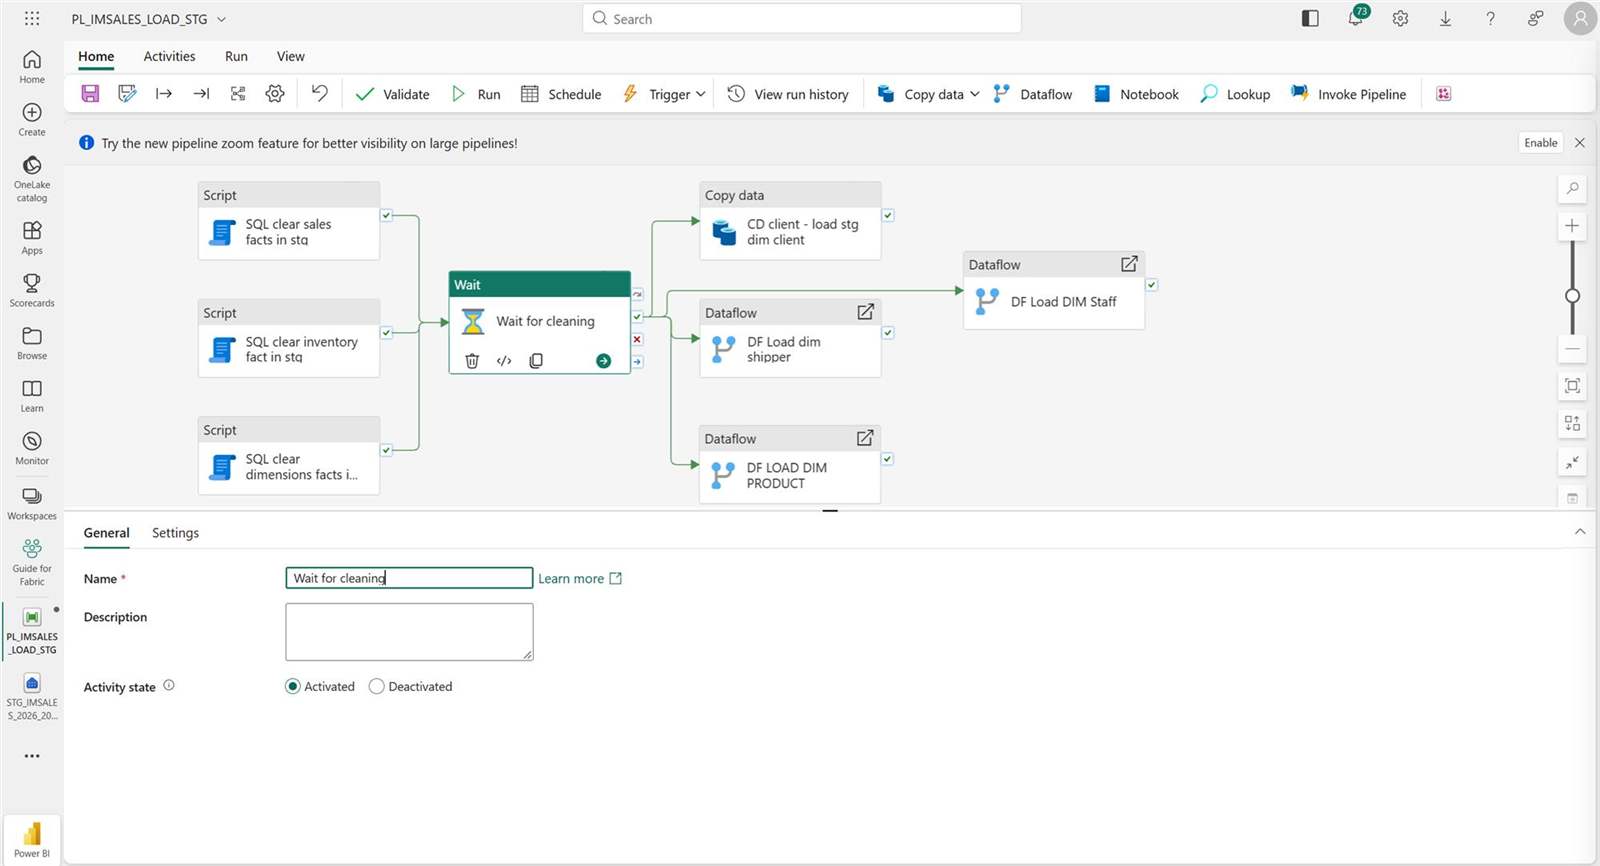 PL_IMSALES_LOAD_STG
Search
73
Home
Activities
Run
View
Validate
Run
Schedule
Trigger
View run history
Copy data
Dataflow
Notebook
Lookup
Invoke Pipeline
Try the new pipeline zoom feature for better visibility on large pipelines!
Enable
Home
Create
OneLake
catalog
Apps
Scorecards
Browse
Learn
Monitor
Workspaces
Guide for
Fabric
PL_IMSALES
_LOAD_STG
STG_IMSALE
S_2026_20...
Power BI
Script
SQL clear sales
facts in stg
Script
SQL clear inventory
fact in stg
Script
SQL clear
dimensions facts i...
Wait
Wait for cleaning
Copy data
CD client - load stg
dim client
Dataflow
DF Load dim
shipper
Dataflow
DF LOAD DIM
PRODUCT
Dataflow
DF Load DIM Staff
General
Settings
Name *
Wait for cleaning
Learn more
Description
Activity state
Activated
Deactivated